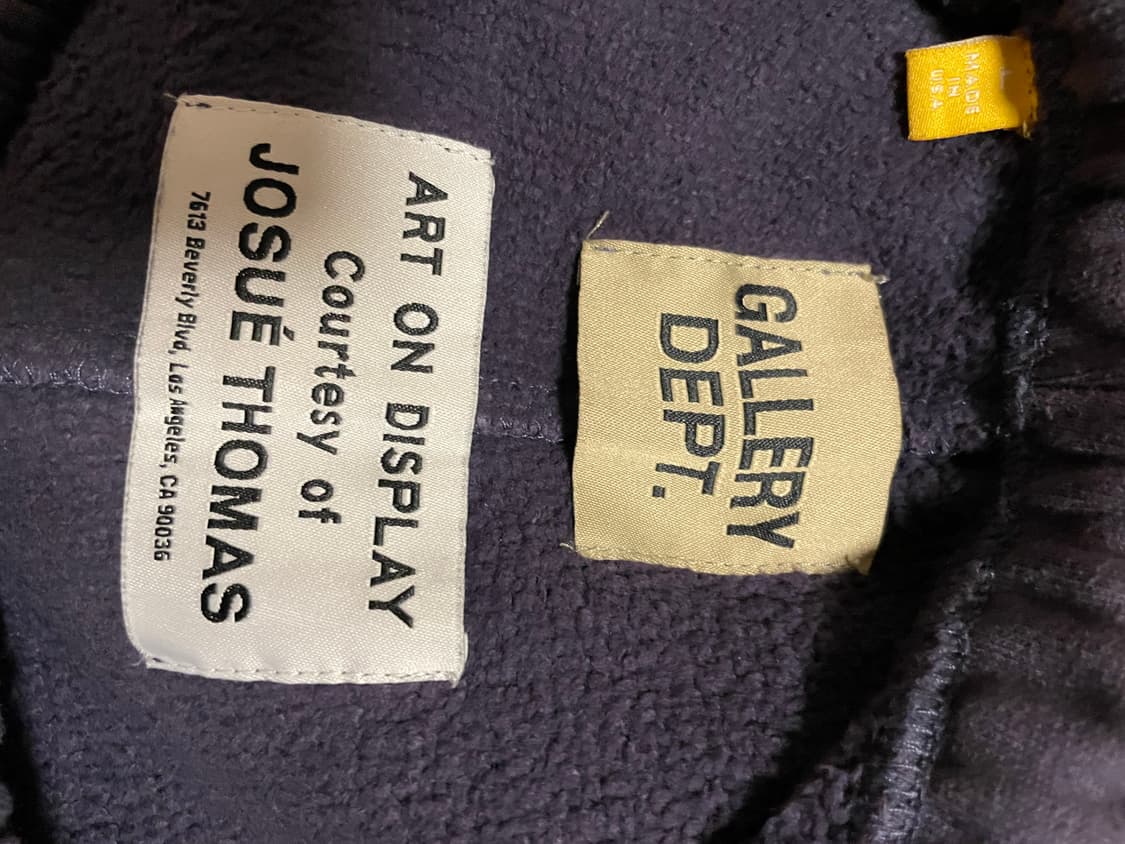 L
MADE
IN
USA
GALLERY
DEPT.
ART ON DISPLAY
Courtesy of
JOSUÉ THOMAS
7613 Beverly Blvd, Los Angeles, CA 90036